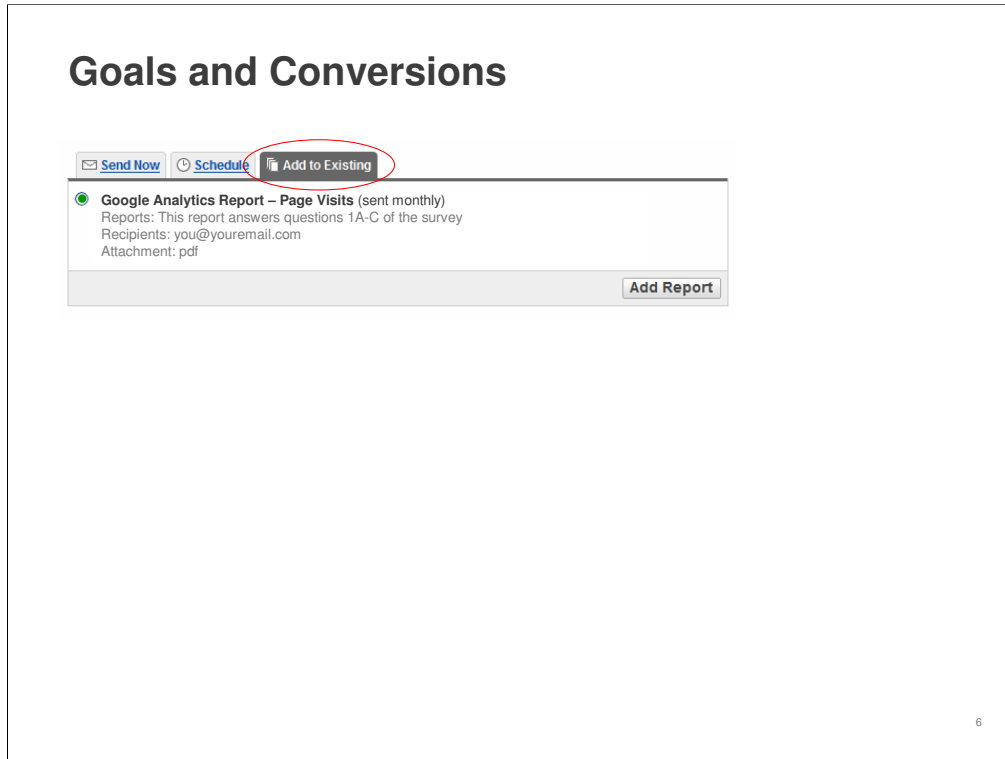 Goals and Conversions
Send Now Schedule Add to Existing
Google Analytics Report – Page Visits (sent monthly)
Reports: This report answers questions 1A-C of the survey
Recipients: you@youremail.com
Attachment: pdf
Add Report
6